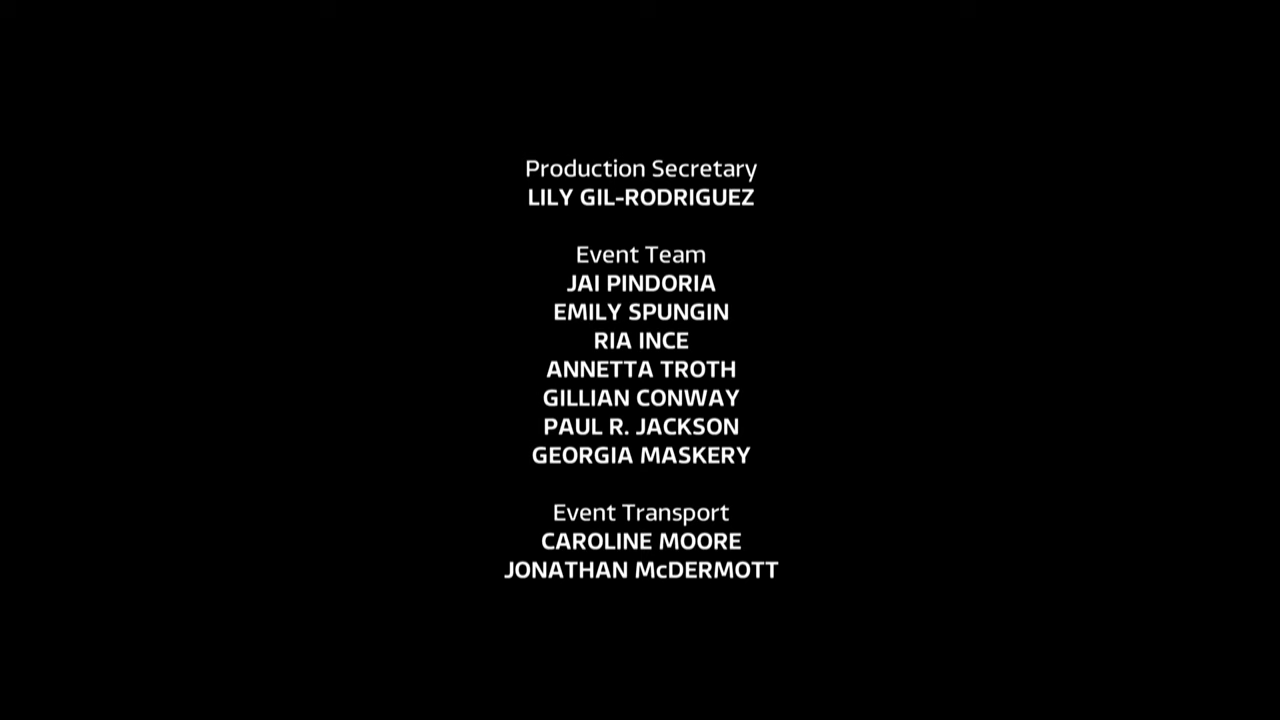 Production Secretary
LILY GIL-RODRIGUEZ
Event Team
JAI PINDORIA
EMILY SPUNGIN
RIA INCE
ANNETTA TROTH
GILLIAN CONWAY
PAUL R. JACKSON
GEORGIA MASKERY
Event Transport
CAROLINE MOORE
JONATHAN McDERMOTT